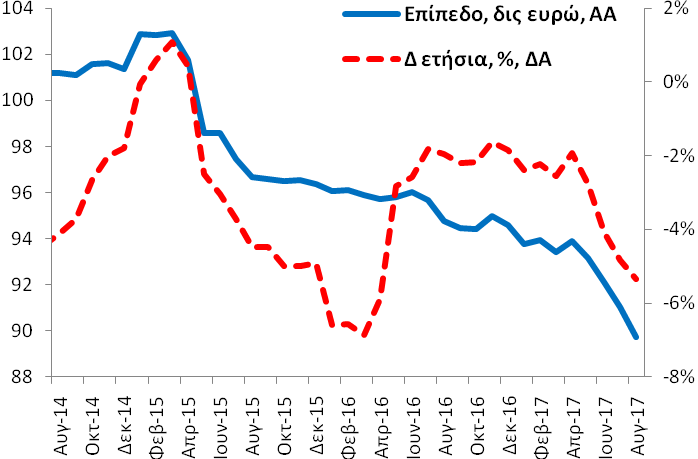 Επίπεδο, δις ευρώ, ΑΑ
Δ ετήσια, %, ΔΑ
104
102
100
98
96
94
92
90
88
2%
0%
-2%
-4%
-6%
-8%
Αυγ-14
Οκτ-14
Δεκ-14
Φεβ-15
Απρ-15
Ιουν-15
Αυγ-15
Οκτ-15
Δεκ-15
Φεβ-16
Απρ-16
Ιουν-16
Αυγ-16
Οκτ-16
Δεκ-16
Φεβ-17
Απρ-17
Ιουν-17
Αυγ-17